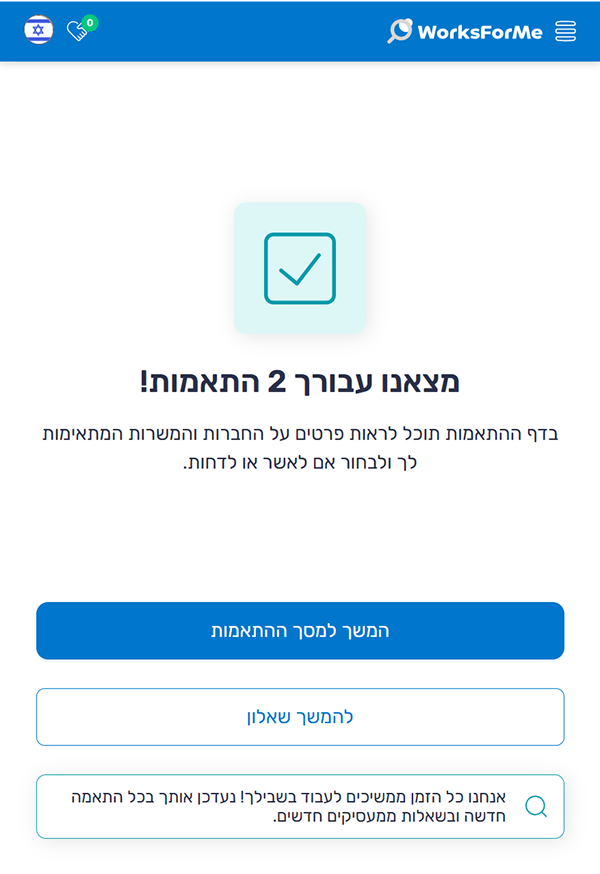 WorksForMe
0
מצאנו עבורך 2 התאמות!
בדף ההתאמות תוכל לראות פרטים על החברות והמשרות המתאימות
לך ולבחור אם לאשר או לדחות.
המשך למסך ההתאמות
להמשך שאלון
אנחנו כל הזמן ממשיכים לעבוד בשבילך! נעדכן אותך בכל התאמה
חדשה ובשאלות ממעסיקים חדשים.